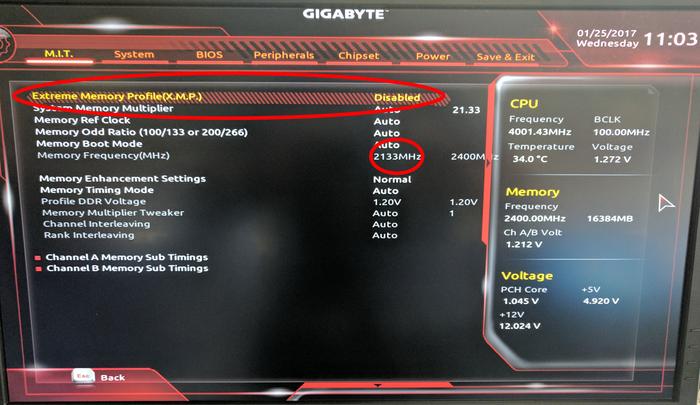 GIGABYTE™
01/25/2017
Wednesday 11:03
M.I.T. System BIOS Peripherals Chipset Power Save & Exit
Extreme Memory Profile(X.M.P.) Disabled
System Memory Multiplier Auto 21.33
Memory Ref Clock Auto
Memory Odd Ratio (100/133 or 200/266) Auto
Memory Boot Mode Auto
Memory Frequency(MHz) 2133MHz 2400MHz
Memory Enhancement Settings Normal
Memory Timing Mode Auto
Profile DDR Voltage 1.20V 1.20V
Memory Multiplier Tweaker Auto 1
Channel Interleaving Auto
Rank Interleaving Auto
Channel A Memory Sub Timings
Channel B Memory Sub Timings
CPU
Frequency BCLK
4001.43MHz 100.00MHz
Temperature Voltage
34.0 °C 1.272 V
Memory
Frequency
2400.00MHz 16384MB
Ch A/B Volt
1.212 V
Voltage
PCH Core +5V
1.045 V 4.920 V
+12V
12.024 V
Esc Back